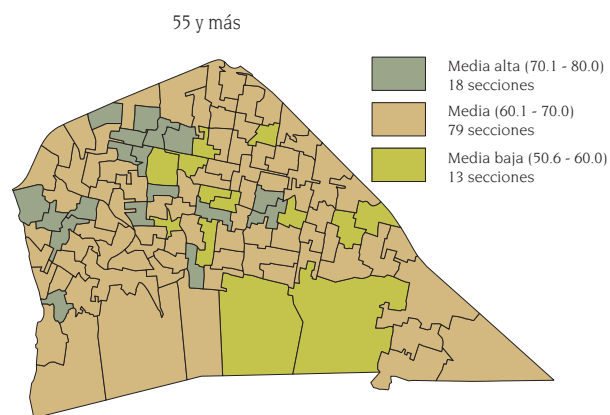 55 y más
Media alta (70.1 - 80.0)
18 secciones
Media (60.1 - 70.0)
79 secciones
Media baja (50.6 - 60.0)
13 secciones